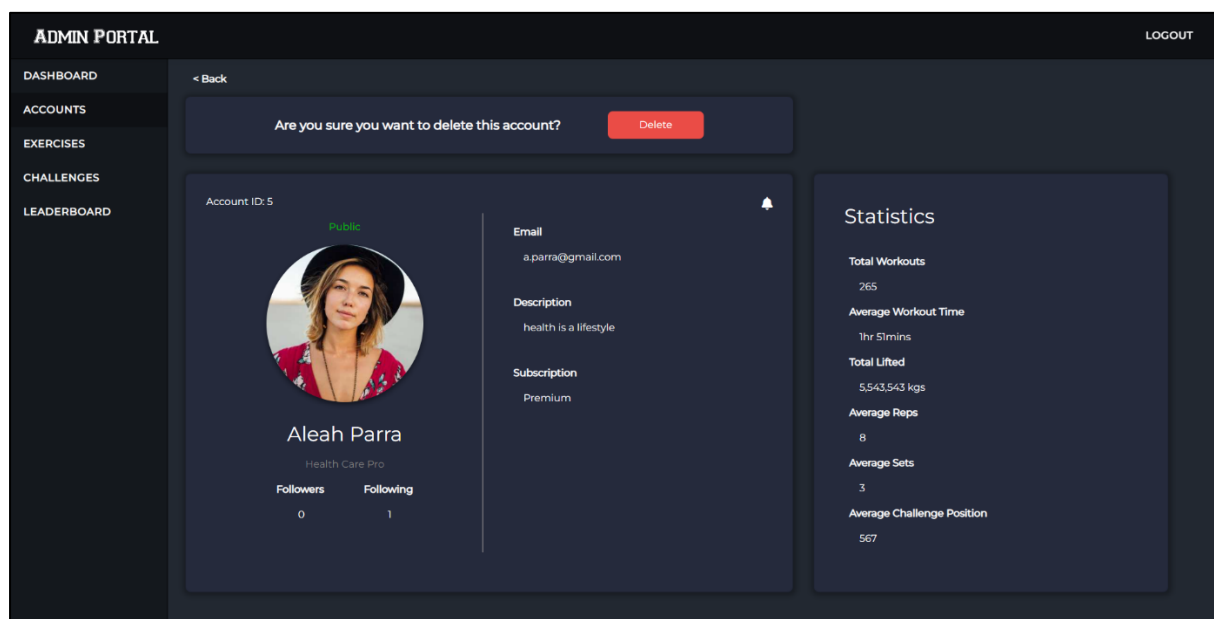 ADMIN PORTAL
LOGOUT
DASHBOARD
ACCOUNTS
EXERCISES
CHALLENGES
LEADERBOARD
< Back
Are you sure you want to delete this account?
Delete
Account ID: 5
Public
Aleah Parra
Health Care Pro
Followers Following
0 1
Email
a.parra@gmail.com
Description
health is a lifestyle
Subscription
Premium
Statistics
Total Workouts
265
Average Workout Time
1hr 51mins
Total Lifted
5,543,543 kgs
Average Reps
8
Average Sets
3
Average Challenge Position
567